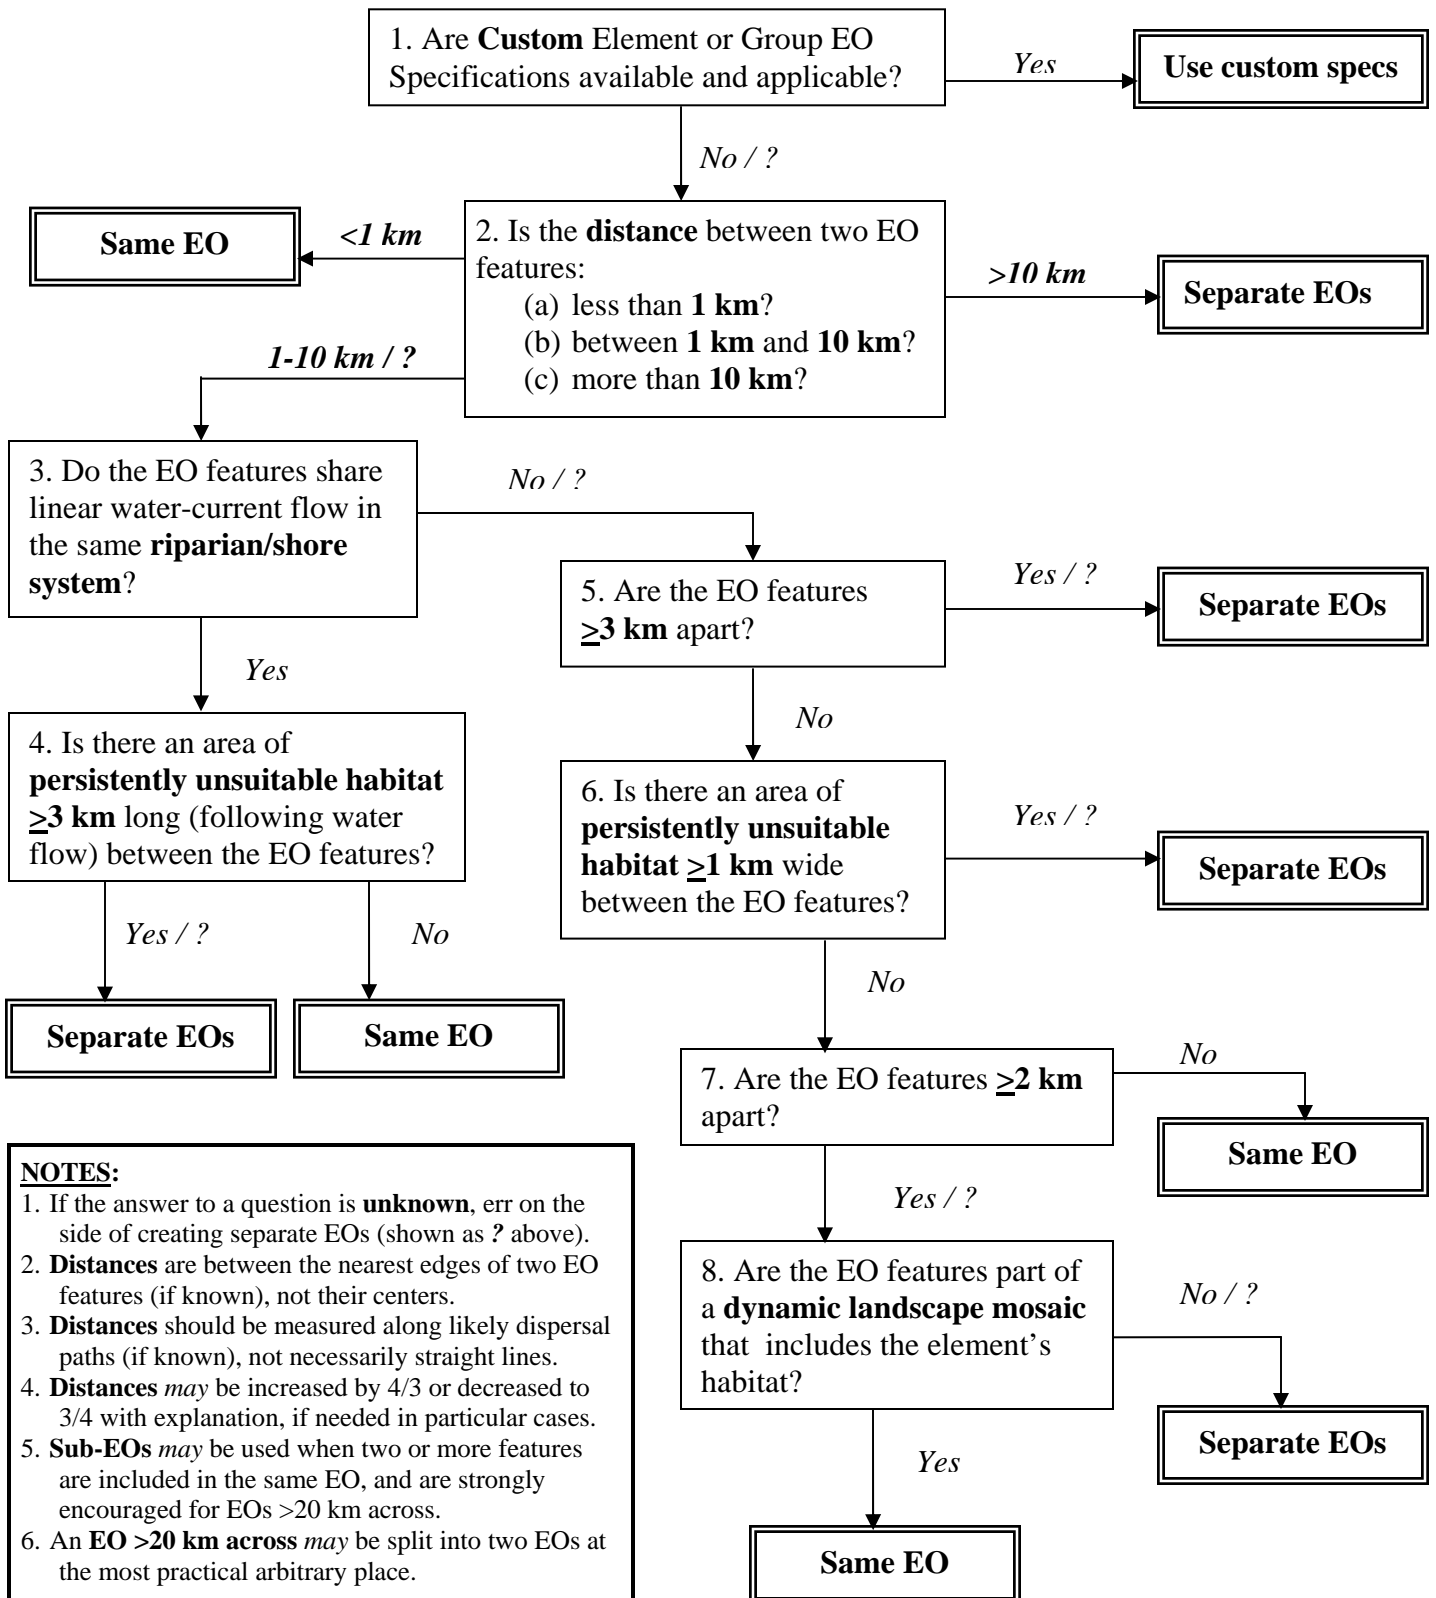 1. Are Custom Element or Group EO
Specifications available and applicable?
Yes
Use custom specs
No / ?
Same EO
<1 km
2. Is the distance between two EO
features:
(a) less than 1 km?
(b) between 1 km and 10 km?
(c) more than 10 km?
>10 km
Separate EOs
1-10 km / ?
3. Do the EO features share
linear water-current flow in
the same riparian/shore
system?
No / ?
Yes
5. Are the EO features
≥3 km apart?
Yes / ?
Separate EOs
No
4. Is there an area of
persistently unsuitable habitat
≥3 km long (following water
flow) between the EO features?
Yes / ?
No
Separate EOs
Same EO
6. Is there an area of
persistently unsuitable
habitat ≥1 km wide
between the EO features?
Yes / ?
Separate EOs
No
7. Are the EO features ≥2 km
apart?
No
Same EO
Yes / ?
8. Are the EO features part of
a dynamic landscape mosaic
that includes the element's
habitat?
No / ?
Separate EOs
Yes
Same EO
NOTES:
1. If the answer to a question is unknown, err on the
side of creating separate EOs (shown as ? above).
2. Distances are between the nearest edges of two EO
features (if known), not their centers.
3. Distances should be measured along likely dispersal
paths (if known), not necessarily straight lines.
4. Distances may be increased by 4/3 or decreased to
3/4 with explanation, if needed in particular cases.
5. Sub-EOs may be used when two or more features
are included in the same EO, and are strongly
encouraged for EOs >20 km across.
6. An EO >20 km across may be split into two EOs at
the most practical arbitrary place.